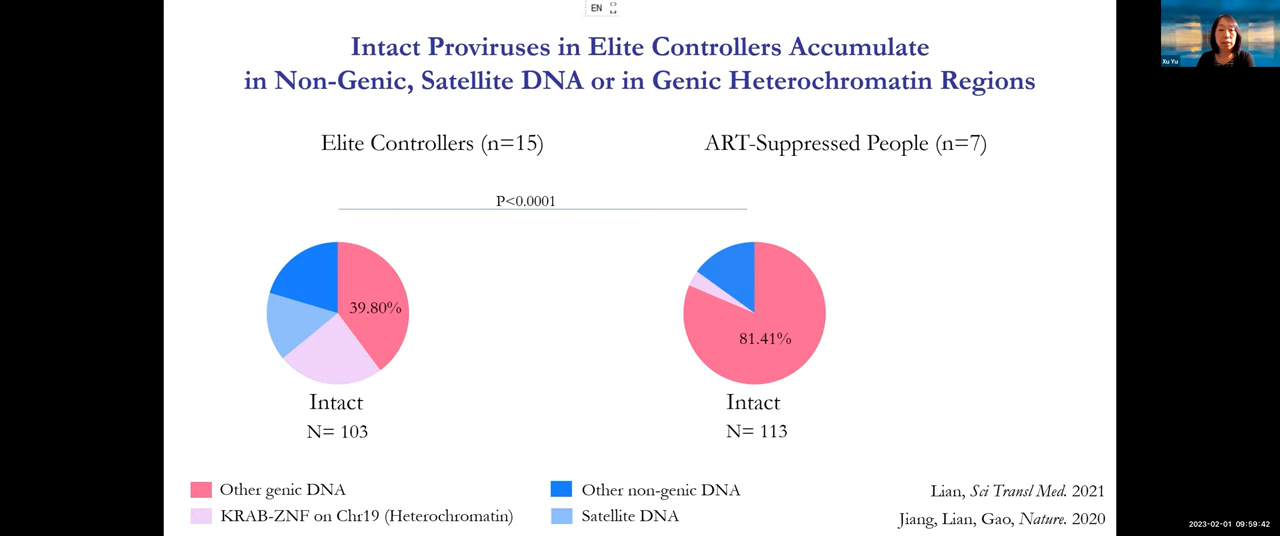 EN
Intact Proviruses in Elite Controllers Accumulate
in Non-Genic, Satellite DNA or in Genic Heterochromatin Regions
Xu Yu
Elite Controllers (n=15)
ART-Suppressed People (n=7)
P<0.0001
39.80%
81.41%
Intact
N= 103
Intact
N= 113
Other genic DNA
KRAB-ZNF on Chr19 (Heterochromatin)
Other non-genic DNA
Satellite DNA
Lian, Sci Transl Med. 2021
Jiang, Lian, Gao, Nature. 2020
2023-02-01 09:59:42